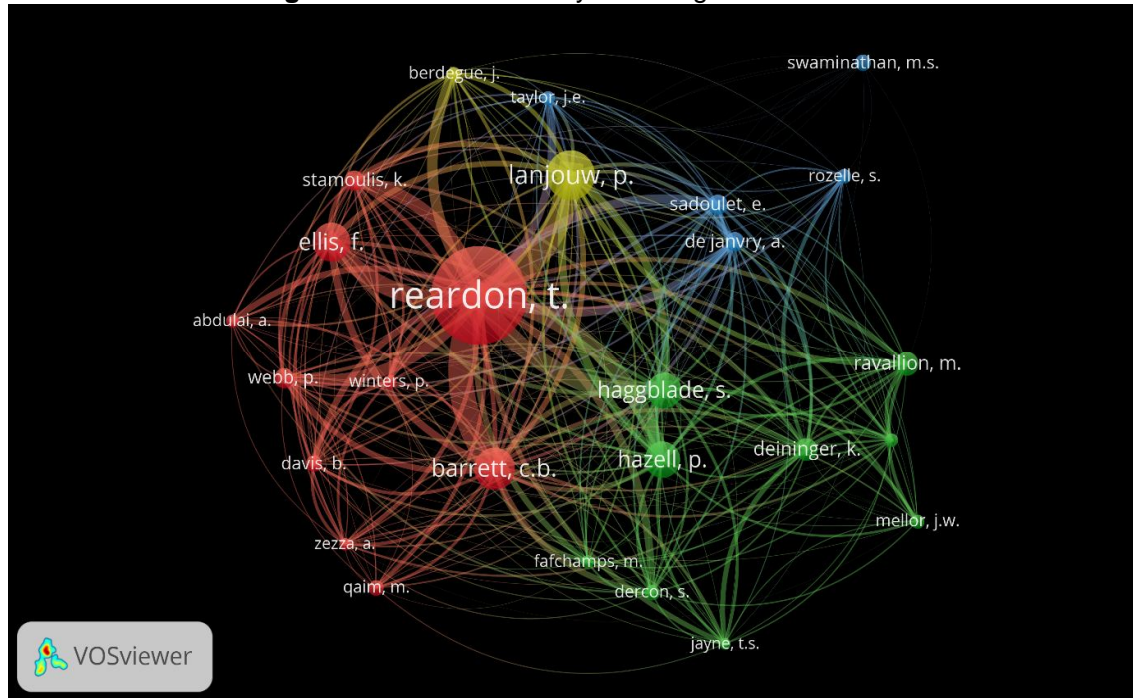 berdegue, j.
swaminathan, m.s.
taylor, j.e.
stamoulis, k.
lanjouw, p.
rozelle, s.
sadoulet, e.
ellis, f.
de janvry, a.
reardon, t.
abdulai, a.
ravallion, m.
webb, p.
winters, p.
haggblade, s.
davis, b.
barrett, c.b.
hazell, p.
deininger, k.
mellor, j.w.
zezza, a.
fafchamps, m.
qaim, m.
dercon, s.
jayne, t.s.
VOSviewer